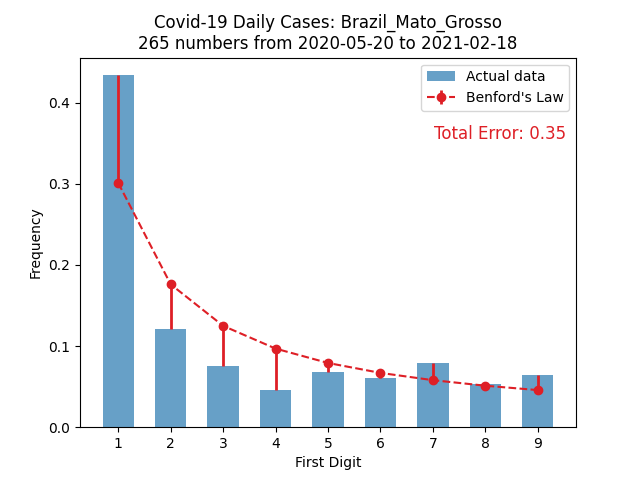 Covid-19 Daily Cases: Brazil_Mato_Grosso
265 numbers from 2020-05-20 to 2021-02-18
Actual data
Benford's Law
Total Error: 0.35
Frequency
0.4
0.3
0.2
0.1
0.0
1 2 3 4 5 6 7 8 9
First Digit